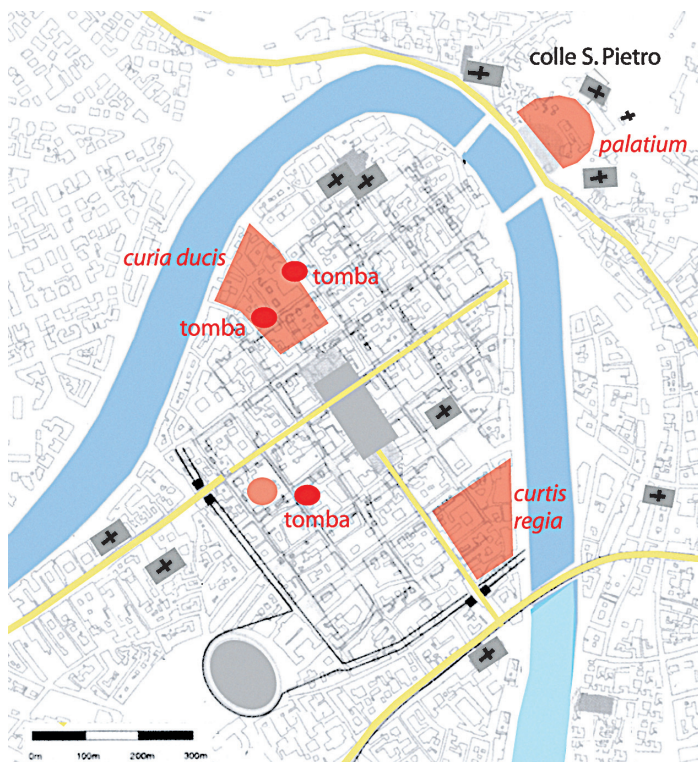 colle S. Pietro
palatium
curia ducis
tomba
tomba
curtis
regia
tomba
0m 100m 200m 300m